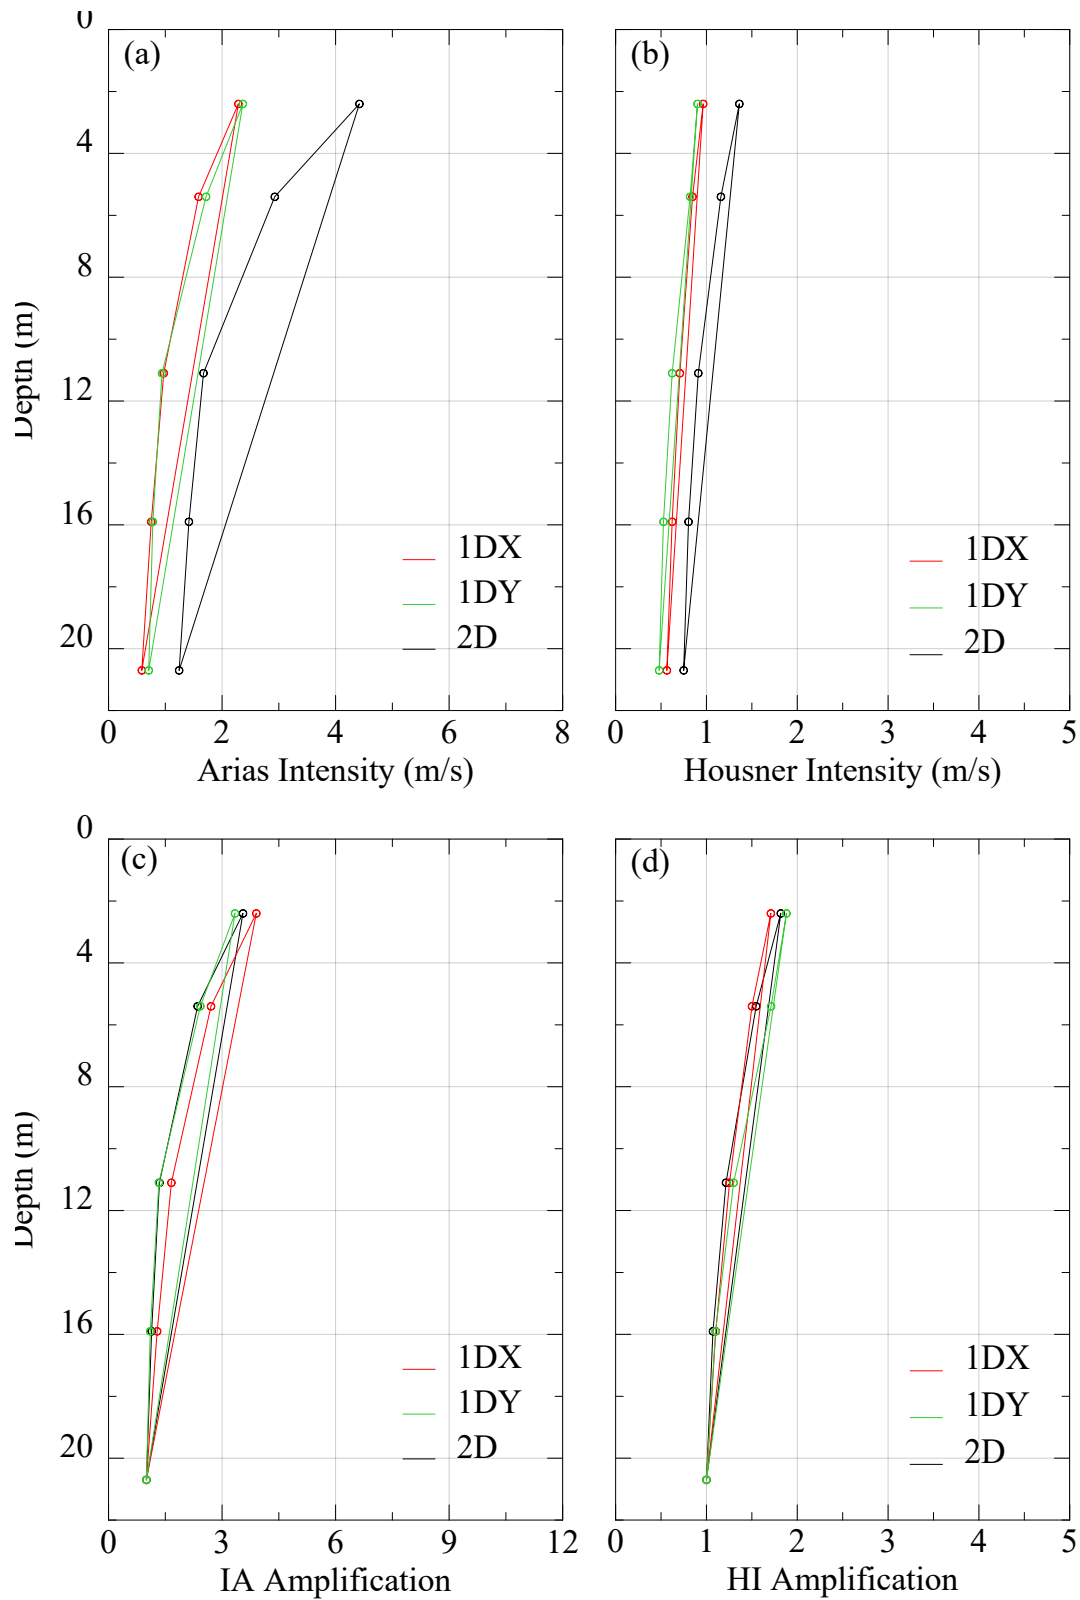 0
4
8
12
16
20
Depth (m)
(a)
1DX
1DY
2D
0 2 4 6 8
Arias Intensity (m/s)
(b)
1DX
1DY
2D
0 1 2 3 4 5
Housner Intensity (m/s)
0
4
8
12
16
20
Depth (m)
(c)
1DX
1DY
2D
0 3 6 9 12
IA Amplification
(d)
1DX
1DY
2D
0 1 2 3 4 5
HI Amplification